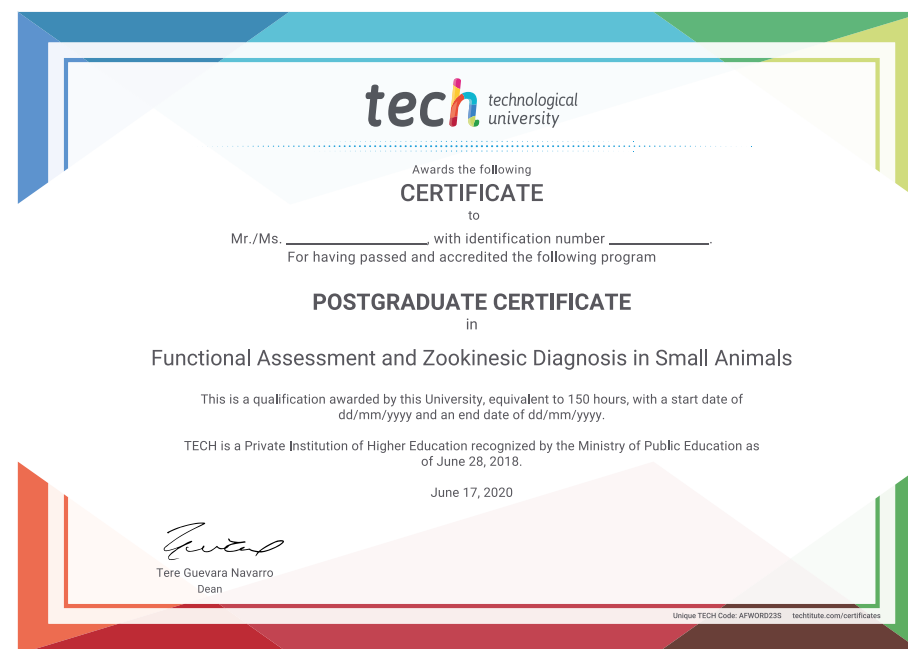 tech technological
university
Awards the following
CERTIFICATE
to
Mr./Ms. ____________________, with identification number ______________.
For having passed and accredited the following program
POSTGRADUATE CERTIFICATE
in
Functional Assessment and Zookinesic Diagnosis in Small Animals
This is a qualification awarded by this University, equivalent to 150 hours, with a start date of
dd/mm/yyyy and an end date of dd/mm/yyyy.
TECH is a Private Institution of Higher Education recognized by the Ministry of Public Education as
of June 28, 2018.
June 17, 2020
Tere Guevara Navarro
Dean
Unique TECH Code: AFWORD23S techtitute.com/certificates